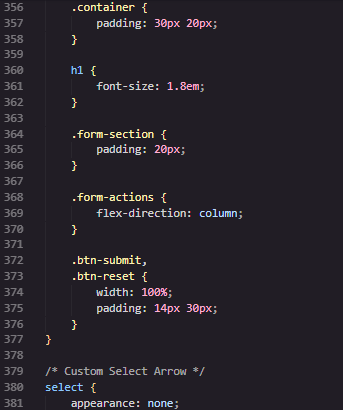 356 .container {
357 padding: 30px 20px;
358 }
359
360 h1 {
361 font-size: 1.8em;
362 }
363
364 .form-section {
365 padding: 20px;
366 }
367
368 .form-actions {
369 flex-direction: column;
370 }
371
372 .btn-submit,
373 .btn-reset {
374 width: 100%;
375 padding: 14px 30px;
376 }
377 }
378
379 /* Custom Select Arrow */
380 select {
381 appearance: none;